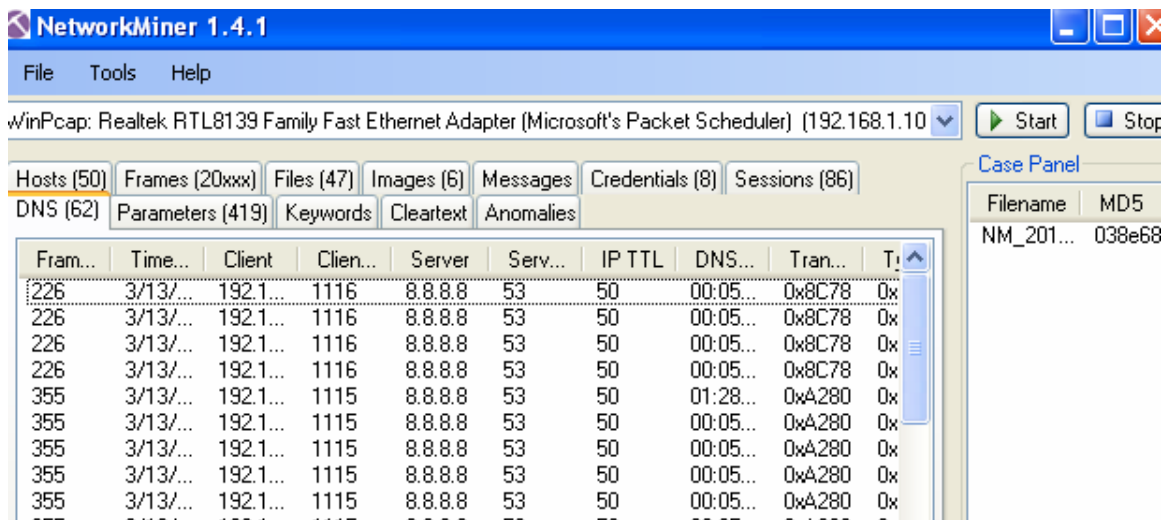 NetworkMiner 1.4.1
File Tools Help
WinPcap: Realtek RTL8139 Family Fast Ethernet Adapter (Microsoft's Packet Scheduler) (192.168.1.10
Start Stop
Hosts (50) Frames (20xxx) Files (47) Images (6) Messages Credentials (8) Sessions (86)
DNS (62) Parameters (419) Keywords Cleartext Anomalies
Case Panel
Filename MD5
NM_201... 038e68
Fram... Time... Client Clien... Server Serv... IP TTL DNS... Tran...
226 3/13/... 192.1... 1116 8.8.8.8 53 50 00:05... 0x8C78 0x
226 3/13/... 192.1... 1116 8.8.8.8 53 50 00:05... 0x8C78 0x
226 3/13/... 192.1... 1116 8.8.8.8 53 50 00:05... 0x8C78 0x
226 3/13/... 192.1... 1116 8.8.8.8 53 50 00:05... 0x8C78 0x
355 3/13/... 192.1... 1115 8.8.8.8 53 50 01:28... 0xA280 0x
355 3/13/... 192.1... 1115 8.8.8.8 53 50 00:05... 0xA280 0x
355 3/13/... 192.1... 1115 8.8.8.8 53 50 00:05... 0xA280 0x
355 3/13/... 192.1... 1115 8.8.8.8 53 50 00:05... 0xA280 0x
355 3/13/... 192.1... 1115 8.8.8.8 53 50 00:05... 0xA280 0x